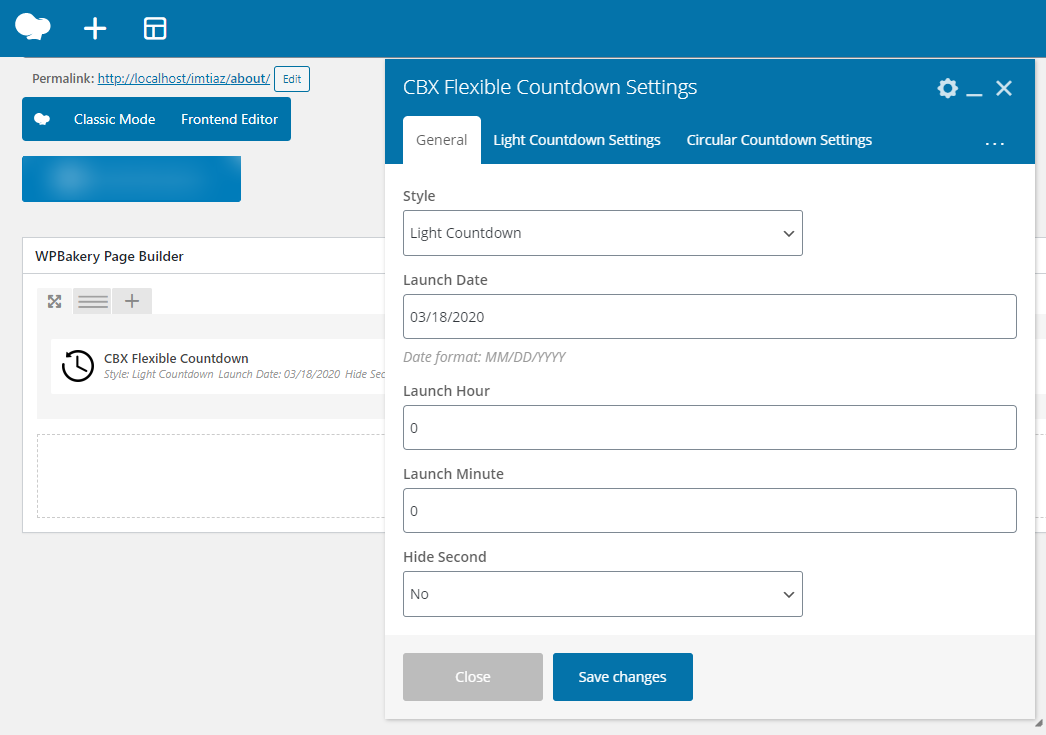 Permalink: http://localhost/imtiaz/about/ Edit
Classic Mode Frontend Editor
WPBakery Page Builder
CBX Flexible Countdown
Style: Light Countdown Launch Date: 03/18/2020 Hide Sec
CBX Flexible Countdown Settings
General Light Countdown Settings Circular Countdown Settings ...
Style
Light Countdown
Launch Date
03/18/2020
Date format: MM/DD/YYYY
Launch Hour
0
Launch Minute
0
Hide Second
No
Close Save changes